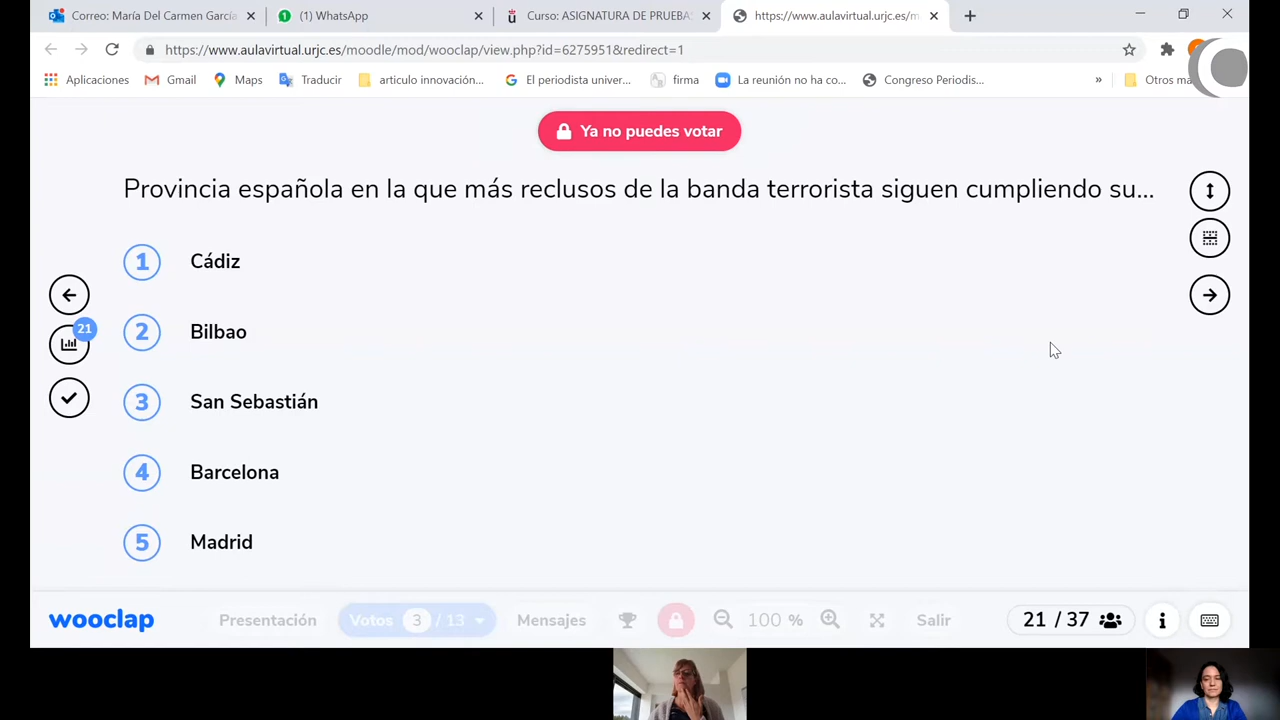 Correo: María Del Carmen García
(1) WhatsApp
Curso: ASIGNATURA DE PRUEBAS
https://www.aulavirtual.urjc.es/m
https://www.aulavirtual.urjc.es/moodle/mod/wooclap/view.php?id=6275951&redirect=1
Aplicaciones
Gmail
Maps
Traducir
articulo innovación...
El periodista univer...
firma
La reunión no ha co...
Congreso Periodis...
»
Otros ma
Ya no puedes votar
Provincia española en la que más reclusos de la banda terrorista siguen cumpliendo su...
1 Cádiz
2 Bilbao
21
3 San Sebastián
4 Barcelona
5 Madrid
wooclap
Presentación
Votos 3 / 13
Mensajes
100 %
Salir
21 / 37